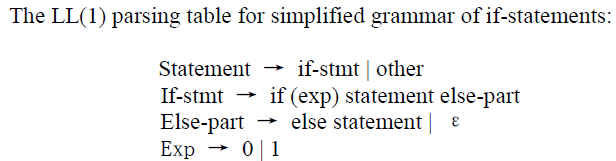 The LL(1) parsing table for simplified grammar of if-statements:
Statement → if-stmt | other
If-stmt → if (exp) statement else-part
Else-part → else statement | ε
Exp → 0 | 1